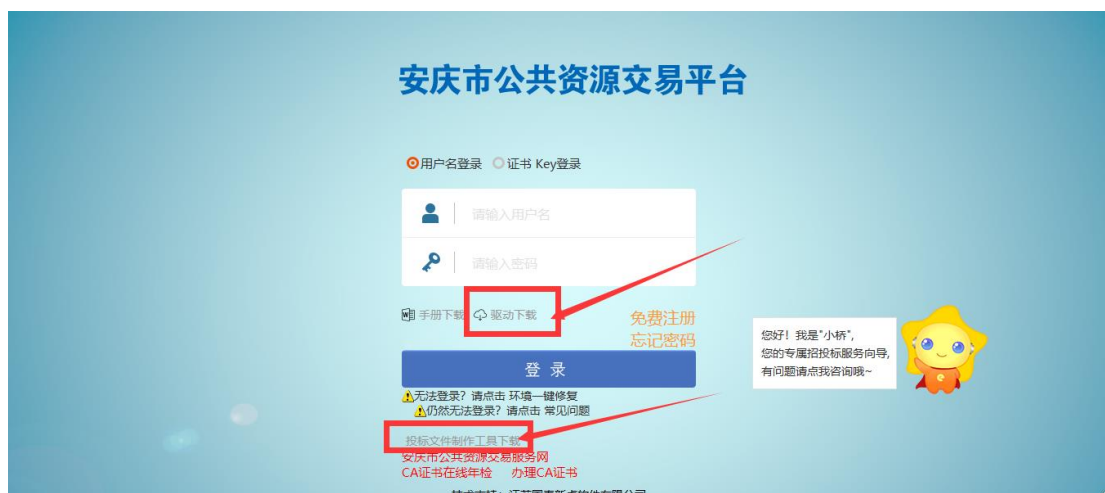 安庆市公共资源交易平台
用户名登录 证书 Key登录
请输入用户名
请输入密码
手册下载 驱动下载 免费注册
忘记密码
登 录
您好！我是"小桥"，
您的专属招投标服务向导，
有问题请点我咨询哦~
无法登录？请点击 环境一键修复
仍然无法登录？请点击 常见问题
投标文件制作工具下载
安庆市公共资源交易服务网
CA证书在线年检 办理CA证书